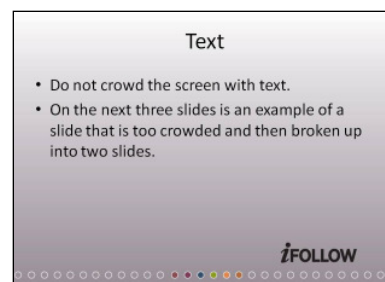 Text
• Do not crowd the screen with text.
• On the next three slides is an example of a
slide that is too crowded and then broken up
into two slides.
iFOLLOW